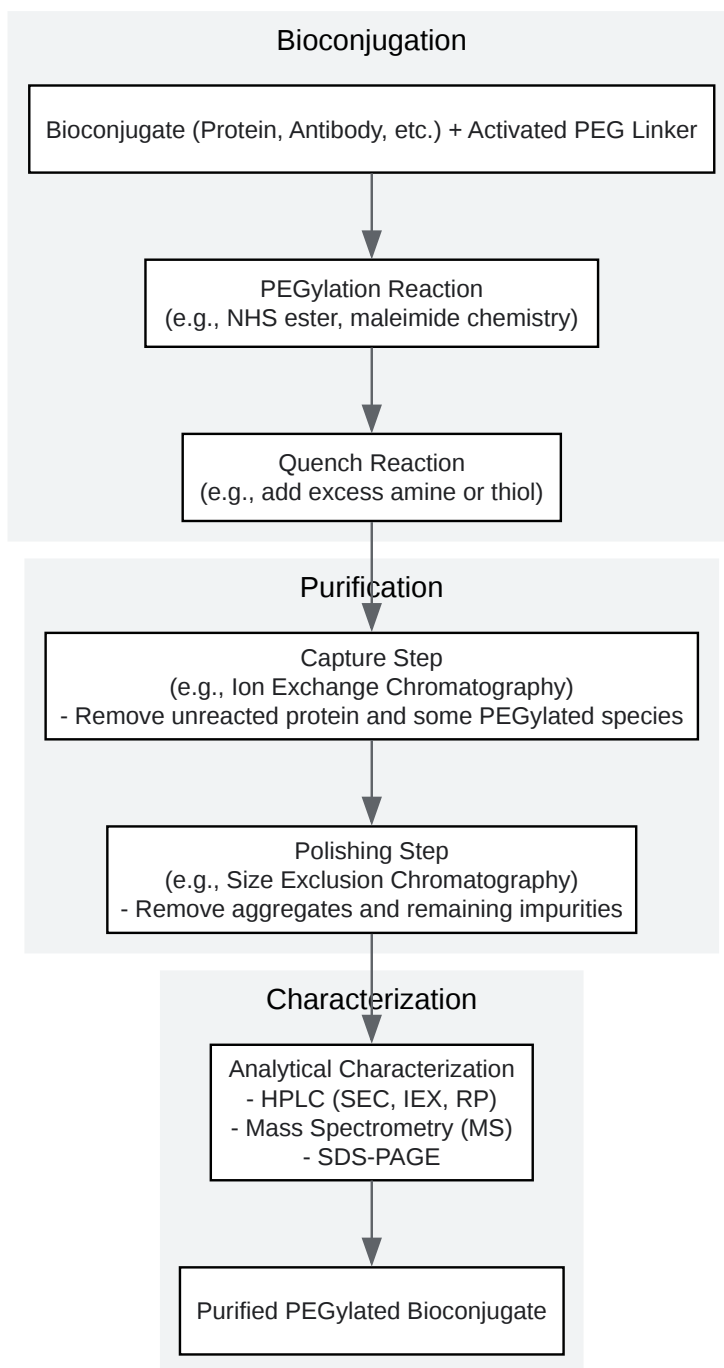 Bioconjugation
Bioconjugate (Protein, Antibody, etc.) + Activated PEG Linker
PEGylation Reaction
(e.g., NHS ester, maleimide chemistry)
Quench Reaction
(e.g., add excess amine or thiol)
Purification
Capture Step
(e.g., Ion Exchange Chromatography)
- Remove unreacted protein and some PEGylated species
Polishing Step
(e.g., Size Exclusion Chromatography)
- Remove aggregates and remaining impurities
Characterization
Analytical Characterization
- HPLC (SEC, IEX, RP)
- Mass Spectrometry (MS)
- SDS-PAGE
Purified PEGylated Bioconjugate